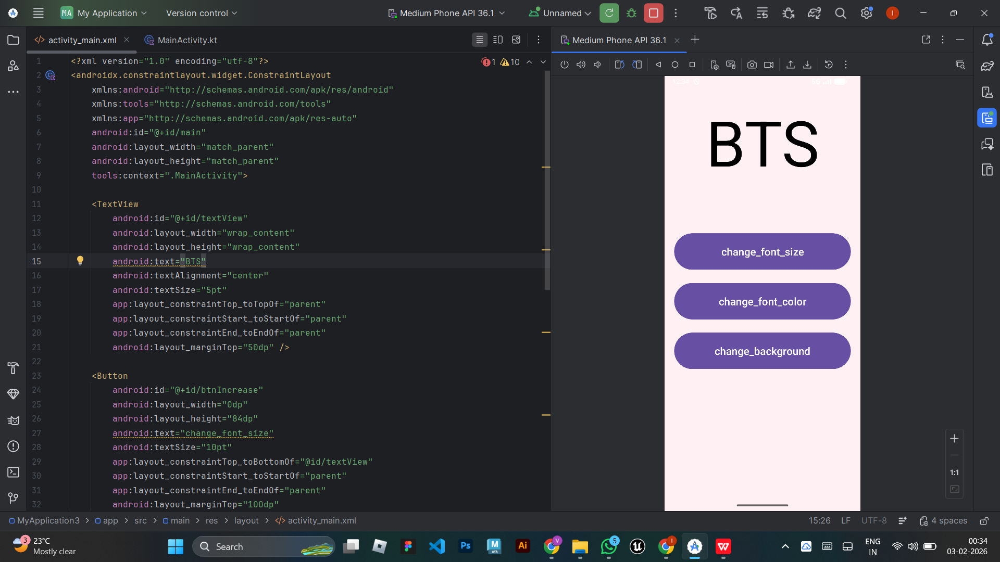 MA My Application
Version control
Medium Phone API 36.1
Unnamed
I
activity_main.xml
MainActivity.kt
Medium Phone API 36.1
1 10
1 <?xml version="1.0" encoding="utf-8"?>
2 <androidx.constraintlayout.widget.ConstraintLayout
3 xmlns:android="http://schemas.android.com/apk/res/android"
4 xmlns:tools="http://schemas.android.com/tools"
5 xmlns:app="http://schemas.android.com/apk/res-auto"
6 android:id="@+id/main"
7 android:layout_width="match_parent"
8 android:layout_height="match_parent"
9 tools:context=".MainActivity">
10
11 <TextView
12 android:id="@+id/textView"
13 android:layout_width="wrap_content"
14 android:layout_height="wrap_content"
15 android:text="BTS"
16 android:textAlignment="center"
17 android:textSize="5pt"
18 app:layout_constraintTop_toTopOf="parent"
19 app:layout_constraintStart_toStartOf="parent"
20 app:layout_constraintEnd_toEndOf="parent"
21 android:layout_marginTop="50dp" />
22
23 <Button
24 android:id="@+id/btnIncrease"
25 android:layout_width="0dp"
26 android:layout_height="84dp"
27 android:text="change_font_size"
28 android:textSize="10pt"
29 app:layout_constraintTop_toBottomOf="@id/textView"
30 app:layout_constraintStart_toStartOf="parent"
31 app:layout_constraintEnd_toEndOf="parent"
32 android:layout_marginTop="100dp"
12:34 5G
BTS
change_font_size
change_font_color
change_background
1:1
MyApplication3 > app > src > main > res > layout > activity_main.xml
15:26 LF UTF-8 4 spaces
3 23°C
Mostly clear
Search
Ps
M
AYA
Ai
V
5
I
W
ENG
IN
00:34
03-02-2026